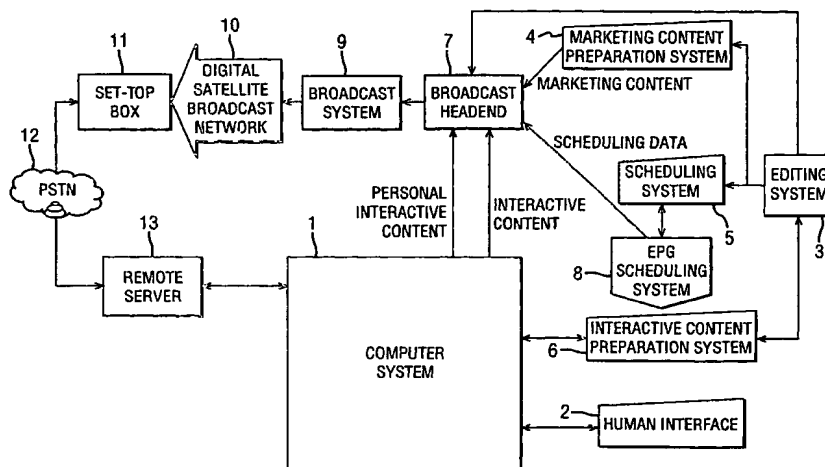 11
SET-TOP
BOX
10
DIGITAL
SATELLITE
BROADCAST
NETWORK
9
BROADCAST
SYSTEM
7
BROADCAST
HEADEND
4
MARKETING CONTENT
PREPARATION SYSTEM
MARKETING CONTENT
SCHEDULING DATA
SCHEDULING
SYSTEM
5
EDITING
SYSTEM
3
12
PSTN
13
REMOTE
SERVER
PERSONAL
INTERACTIVE
CONTENT
INTERACTIVE
CONTENT
1
COMPUTER
SYSTEM
8
EPG
SCHEDULING
SYSTEM
6
INTERACTIVE CONTENT
PREPARATION SYSTEM
2
HUMAN INTERFACE